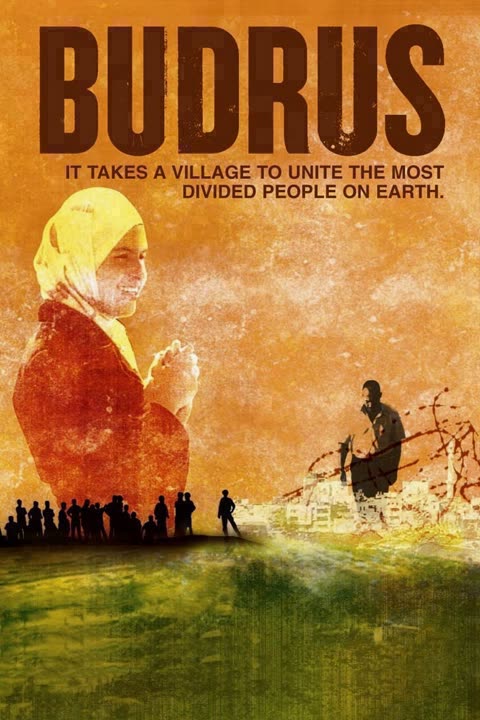 BUDRUS
IT TAKES A VILLAGE TO UNITE THE MOST
DIVIDED PEOPLE ON EARTH.